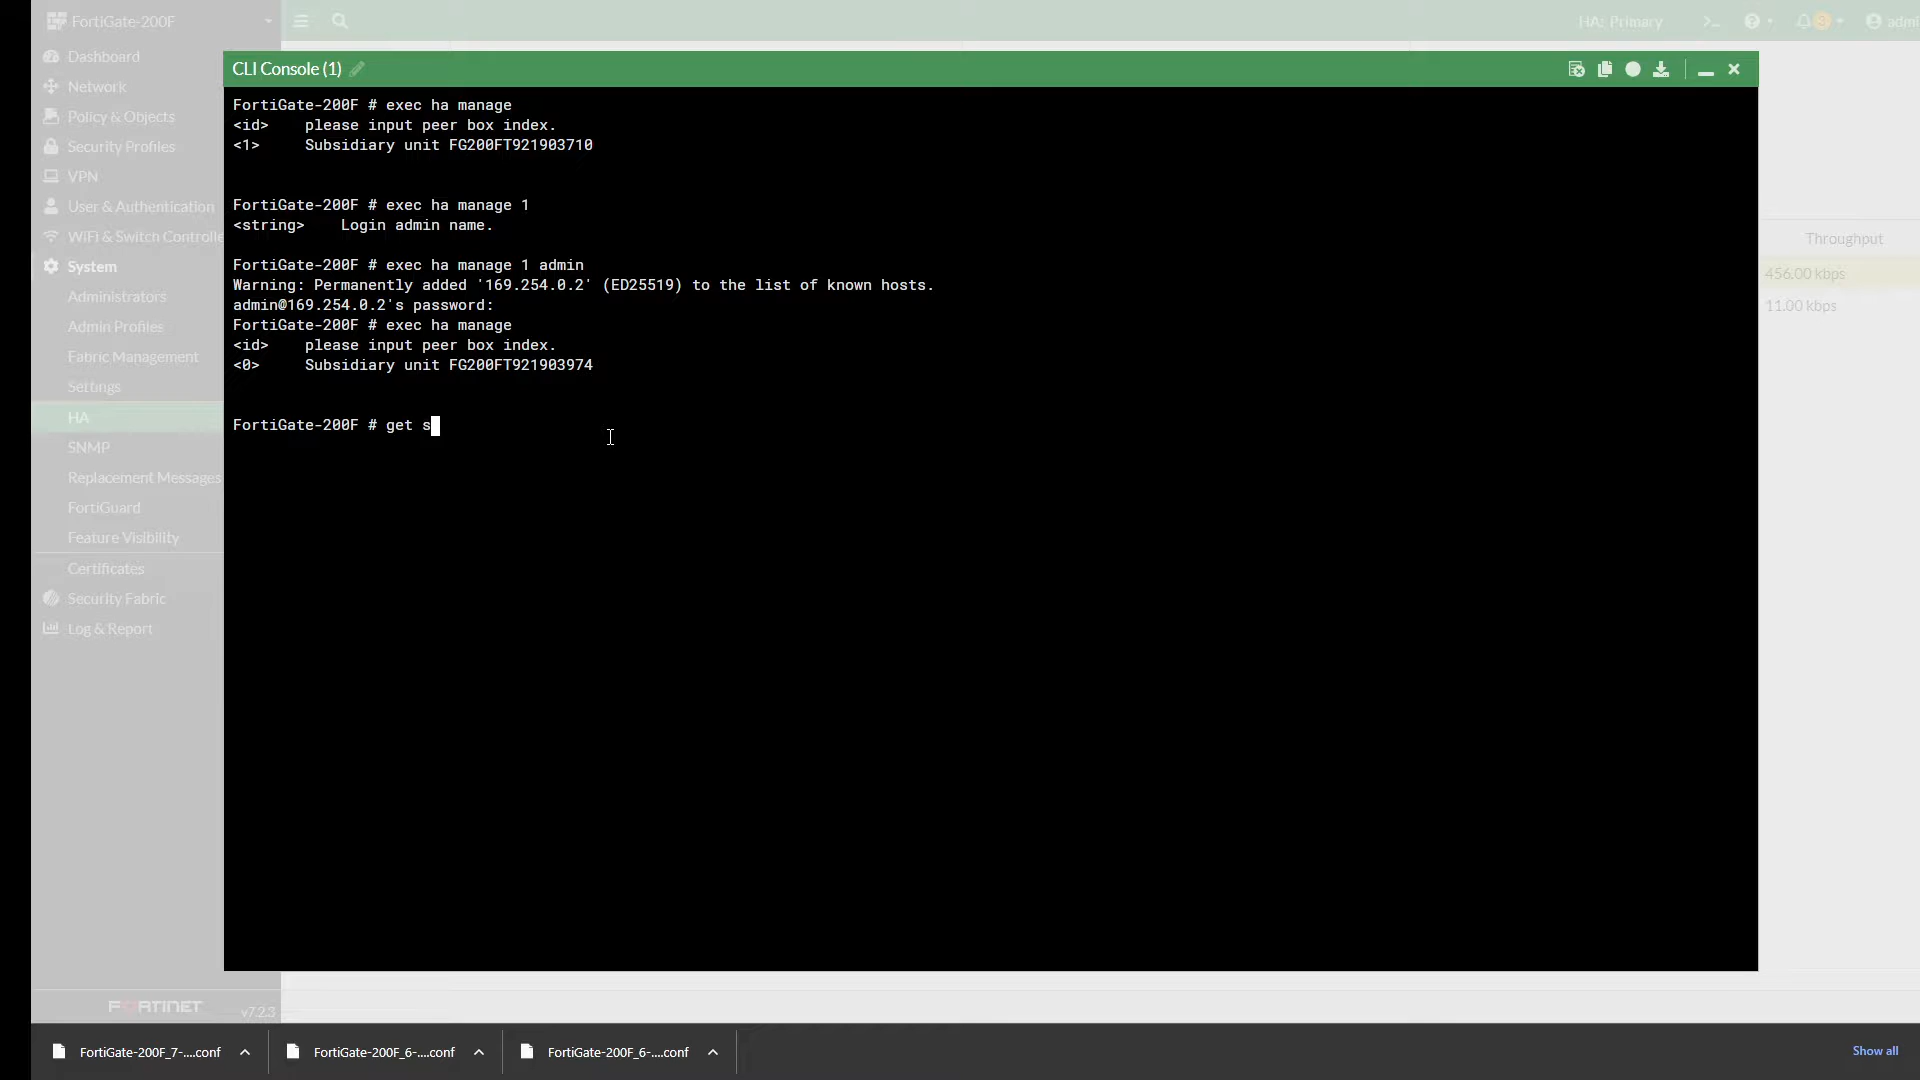 FortiGate-200F
HA: Primary
admi
Dashboard
Network
Policy & Objects
Security Profiles
VPN
User & Authentication
WiFi & Switch Controlle
System
Administrators
Admin Profiles
Fabric Management
Settings
HA
SNMP
Replacement Messages
FortiGuard
Feature Visibility
Certificates
Security Fabric
Log & Report
FORTINET
v7.2.3
CLI Console (1)
FortiGate-200F # exec ha manage
<id>    please input peer box index.
<1>     Subsidiary unit FG200FT921903710
FortiGate-200F # exec ha manage 1
<string>    Login admin name.
FortiGate-200F # exec ha manage 1 admin
Warning: Permanently added '169.254.0.2' (ED25519) to the list of known hosts.
admin@169.254.0.2's password:
FortiGate-200F # exec ha manage
<id>    please input peer box index.
<0>     Subsidiary unit FG200FT921903974
FortiGate-200F # get s
Throughput
456.00 kbps
11.00 kbps
FortiGate-200F_7-....conf
FortiGate-200F_6-....conf
FortiGate-200F_6-....conf
Show all